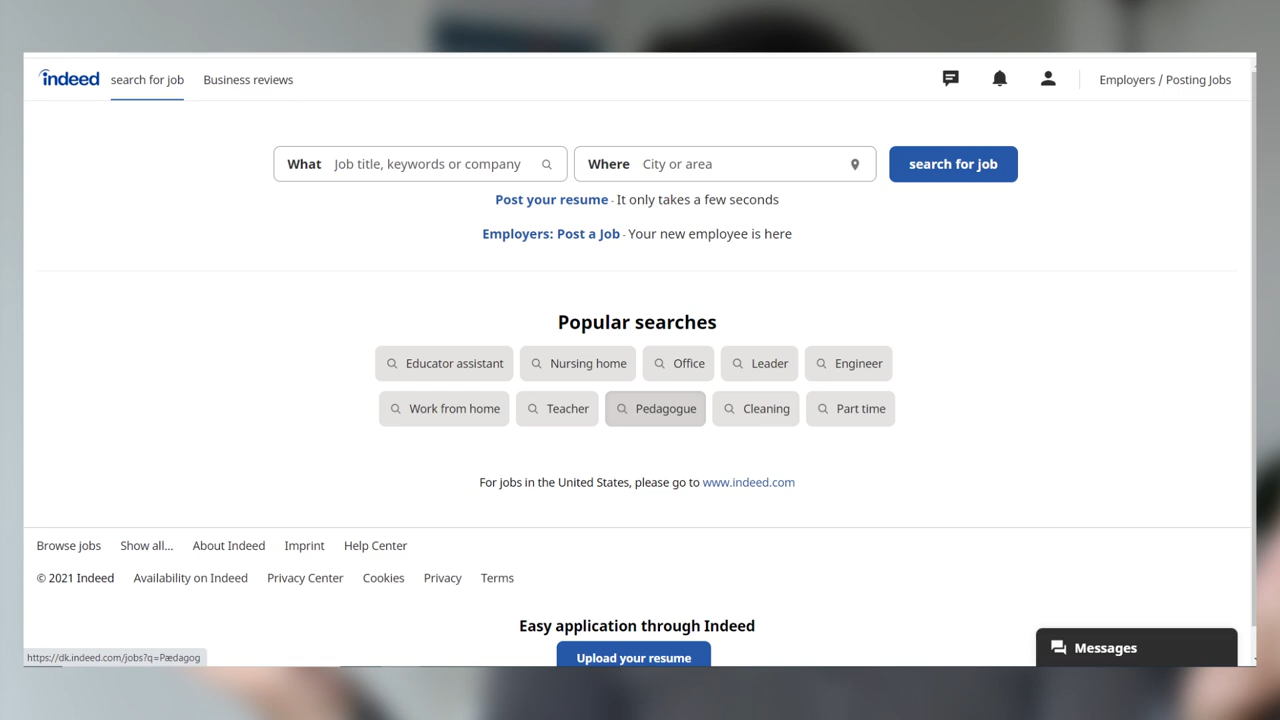 indeed search for job Business reviews Employers / Posting Jobs
What Job title, keywords or company Where City or area search for job
Post your resume - It only takes a few seconds
Employers: Post a Job - Your new employee is here
Popular searches
Educator assistant Nursing home Office Leader Engineer
Work from home Teacher Pedagogue Cleaning Part time
For jobs in the United States, please go to www.indeed.com
Browse jobs Show all... About Indeed Imprint Help Center
© 2021 Indeed Availability on Indeed Privacy Center Cookies Privacy Terms
Easy application through Indeed
Upload your resume
Messages
https://dk.indeed.com/jobs?q=Pædagog